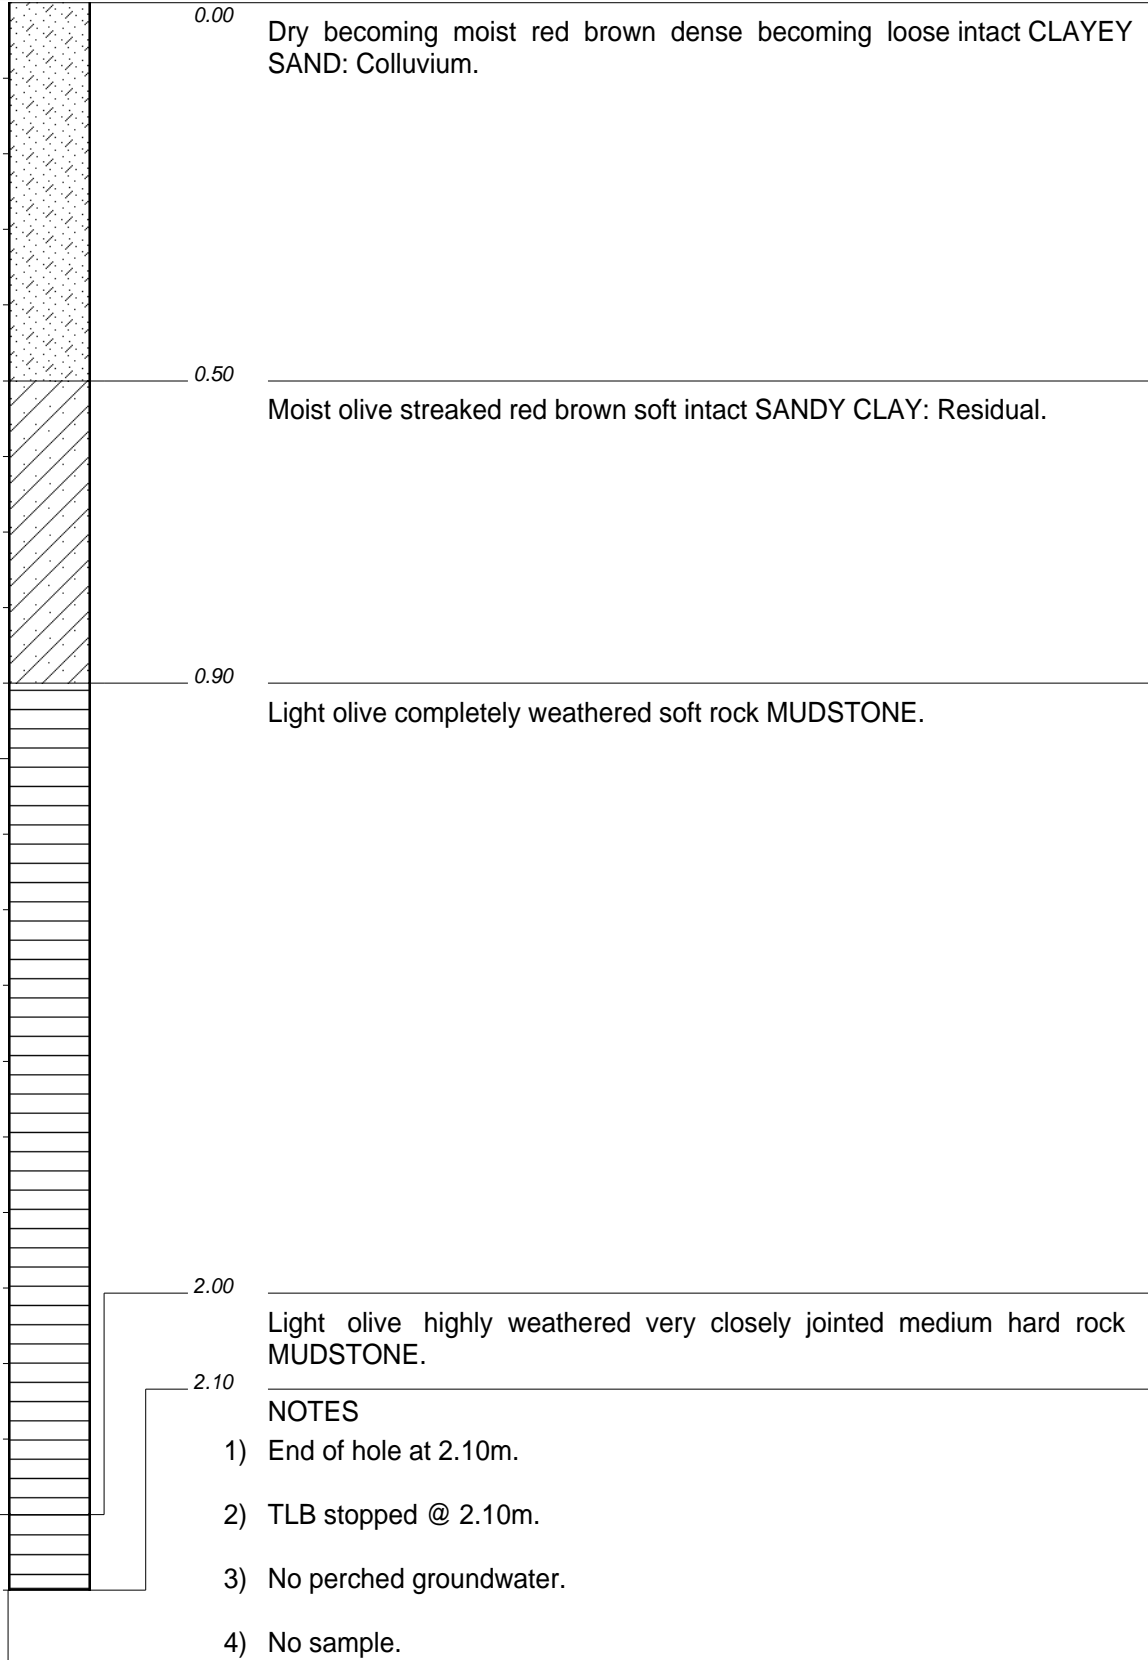 0.00
Dry becoming moist red brown dense becoming loose intact CLAYEY
SAND: Colluvium.
0.50
Moist olive streaked red brown soft intact SANDY CLAY: Residual.
0.90
Light olive completely weathered soft rock MUDSTONE.
2.00
Light olive highly weathered very closely jointed medium hard rock
MUDSTONE.
2.10
NOTES
1) End of hole at 2.10m.
2) TLB stopped @ 2.10m.
3) No perched groundwater.
4) No sample.